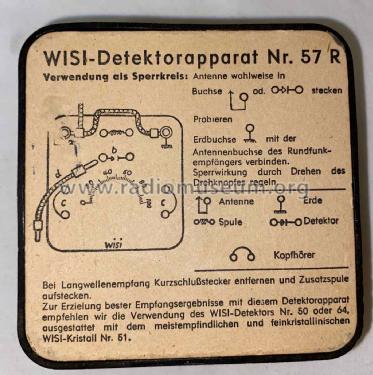 WISI-Detektorapparat Nr. 57 R
Verwendung als Sperrkreis: Antenne wahlweise in
Buchse od. stecken
Probieren
Erdbuchse mit der
Antennenbuchse des Rundfunk-
empfängers verbinden.
Sperrwirkung durch Drehen des
Drehknopfes regeln.
Antenne Erde
Spule Detektor
Kopfhörer
a
b
d
c c
wisi
www.radiomuseum.org
Bei Langwellenempfang Kurzschlußstecker entfernen und Zusatzspule
aufstecken.
Zur Erzielung bester Empfangsergebnisse mit diesem Detektorapparat
empfehlen wir die Verwendung des WISI-Detektors Nr. 50 oder 64,
ausgestattet mit dem meistempfindlichen und feinkristallinischen
WISI-Kristall Nr. 51.